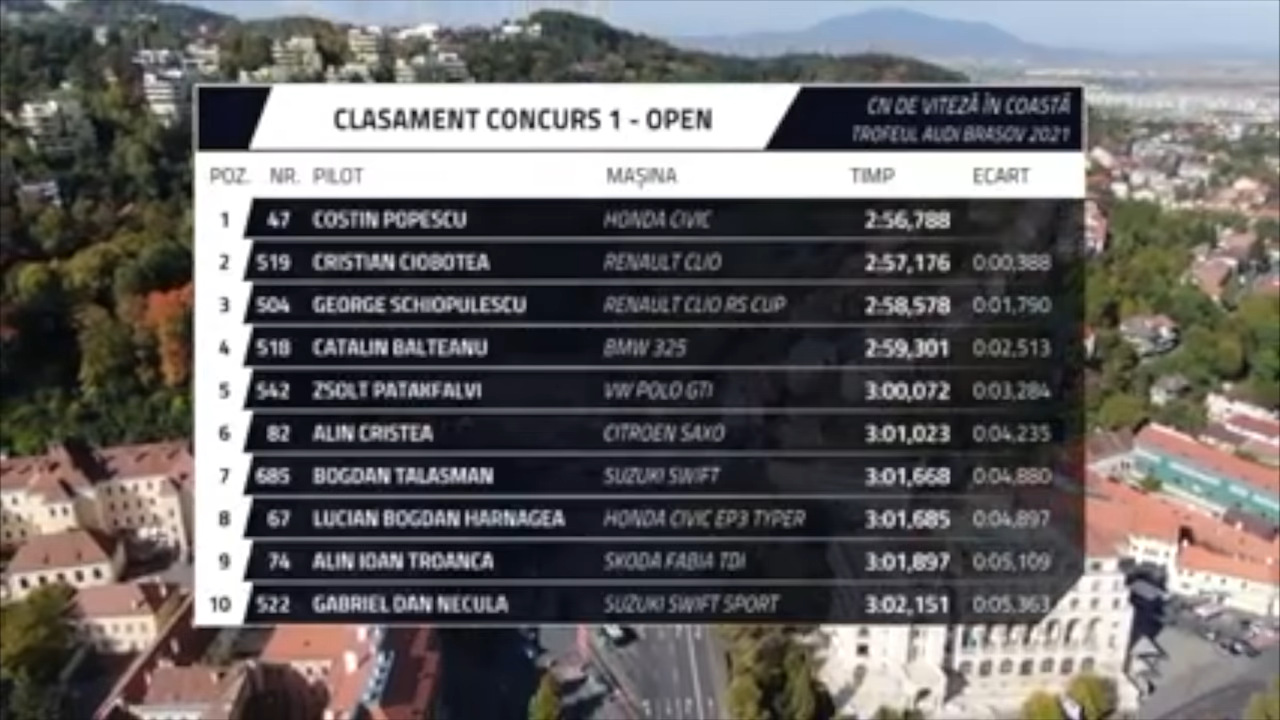 CLASAMENT CONCURS 1 - OPEN
CN DE VITEZĂ ÎN COASTĂ
TROFEUL AUDI BRASOV 2021
POZ. NR. PILOT MAȘINA TIMP ECART
1 47 COSTIN POPESCU HONDA CIVIC 2:56,788
2 519 CRISTIAN CIOBOTEA RENAULT CLIO 2:57,176 0:00,388
3 504 GEORGE SCHIOPULESCU RENAULT CLIO RS CUP 2:58,578 0:01,790
4 518 CATALIN BALTEANU BMW 325 2:59,301 0:02,513
5 542 ZSOLT PATAKFALVI VW POLO GTI 3:00,072 0:03,284
6 82 ALIN CRISTEA CITROEN SAXO 3:01,023 0:04,235
7 685 BOGDAN TALASMAN SUZUKI SWIFT 3:01,668 0:04,880
8 67 LUCIAN BOGDAN HARNAGEA HONDA CIVIC EP3 TYPER 3:01,685 0:04,897
9 74 ALIN IOAN TROANCA SKODA FABIA TDI 3:01,897 0:05,109
10 522 GABRIEL DAN NECULA SUZUKI SWIFT SPORT 3:02,151 0:05,363